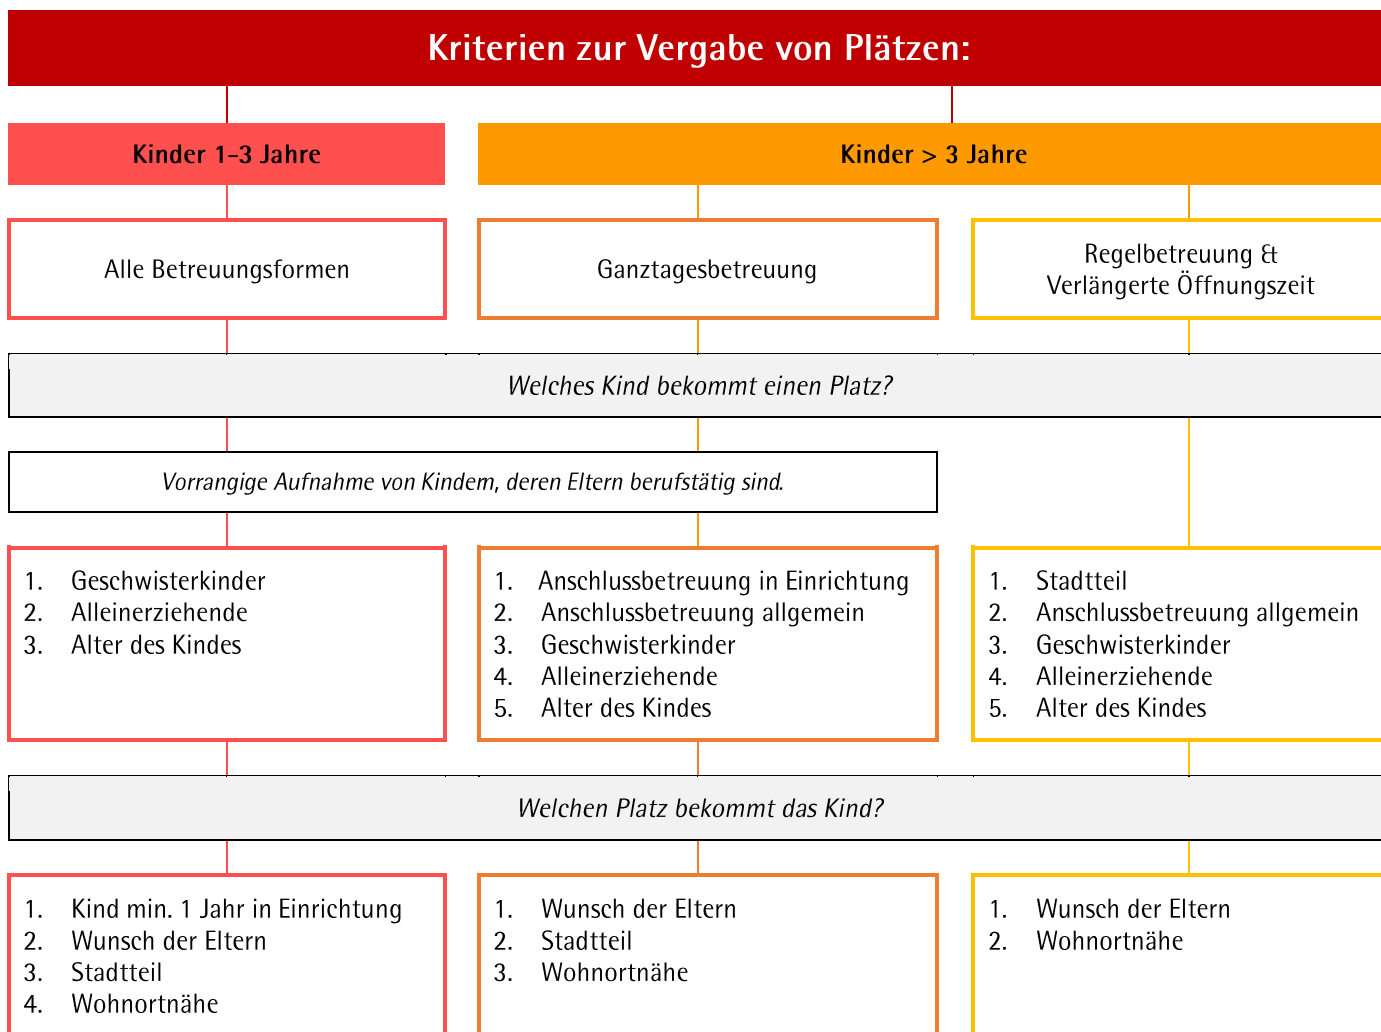 Kriterien zur Vergabe von Plätzen:
Kinder 1-3 Jahre
Kinder > 3 Jahre
Alle Betreuungsformen
Ganztagesbetreuung
Regelbetreuung &
Verlängerte Öffnungszeit
Welches Kind bekommt einen Platz?
Vorrangige Aufnahme von Kindern, deren Eltern berufstätig sind.
1. Geschwisterkinder
2. Alleinerziehende
3. Alter des Kindes
1. Anschlussbetreuung in Einrichtung
2. Anschlussbetreuung allgemein
3. Geschwisterkinder
4. Alleinerziehende
5. Alter des Kindes
1. Stadtteil
2. Anschlussbetreuung allgemein
3. Geschwisterkinder
4. Alleinerziehende
5. Alter des Kindes
Welchen Platz bekommt das Kind?
1. Kind min. 1 Jahr in Einrichtung
2. Wunsch der Eltern
3. Stadtteil
4. Wohnortnähe
1. Wunsch der Eltern
2. Stadtteil
3. Wohnortnähe
1. Wunsch der Eltern
2. Wohnortnähe